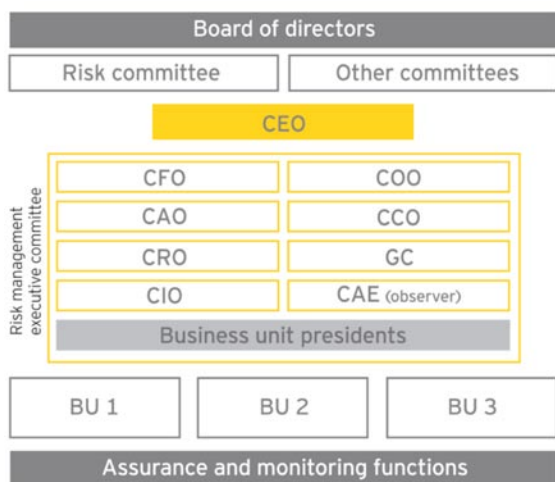 Board of directors
Risk committee
Other committees
CEO
Risk management
executive committee
CFO
COO
CAO
CCO
CRO
GC
CIO
CAE (observer)
Business unit presidents
BU 1
BU 2
BU 3
Assurance and monitoring functions